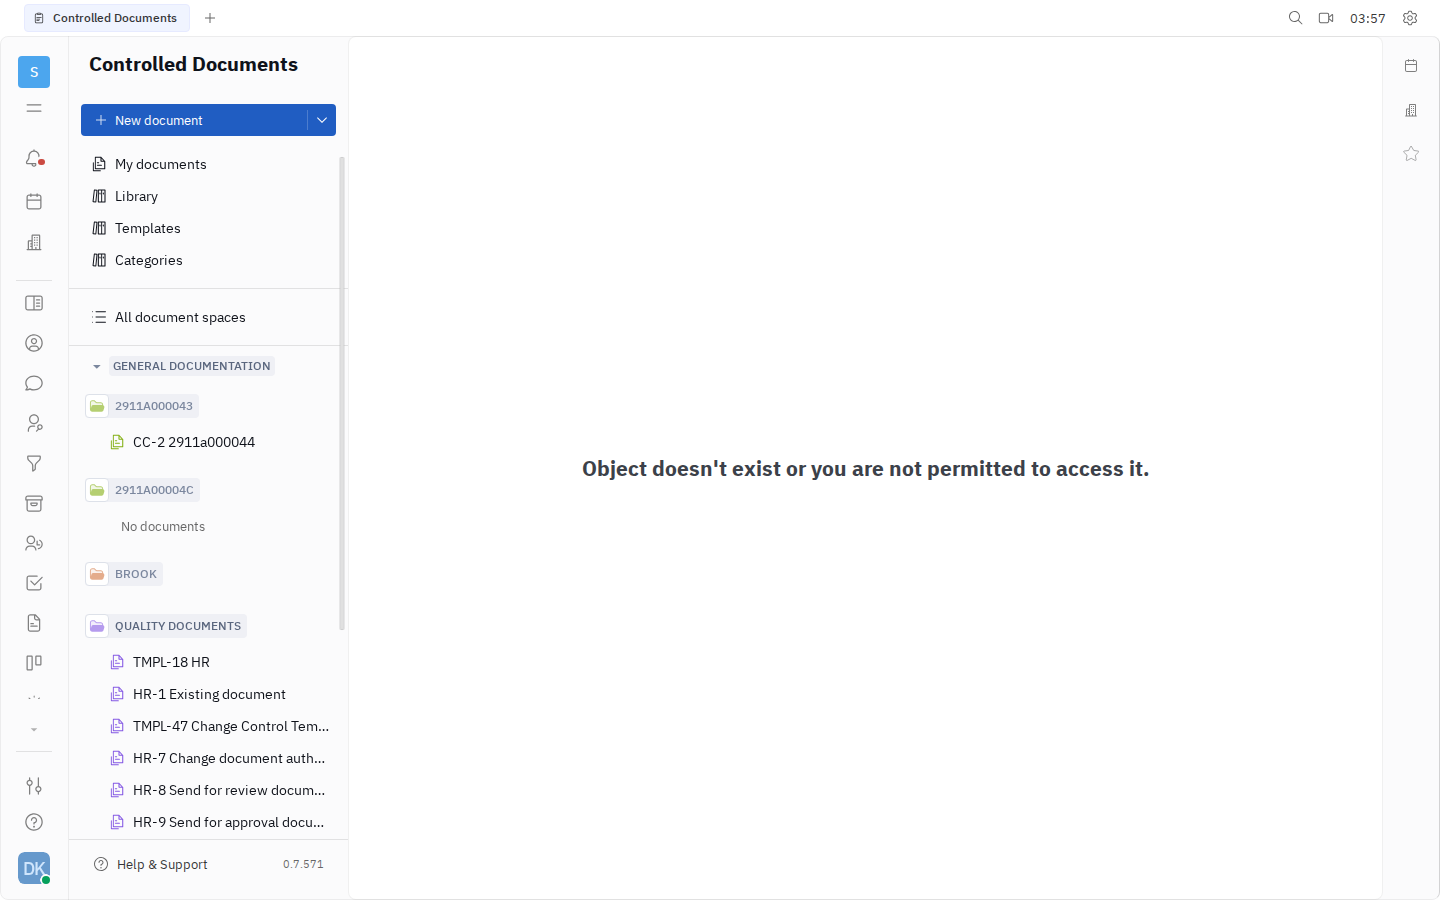 Controlled Documents
03:57
S
Controlled Documents
New document
My documents
Library
Templates
Categories
All document spaces
GENERAL DOCUMENTATION
2911A000043
CC-2 2911a000044
2911A00004C
No documents
BROOK
QUALITY DOCUMENTS
TMPL-18 HR
HR-1 Existing document
TMPL-47 Change Control Tem...
HR-7 Change document auth...
HR-8 Send for review docum...
HR-9 Send for approval docu...
Help & Support
0.7.571
DK
Object doesn't exist or you are not permitted to access it.